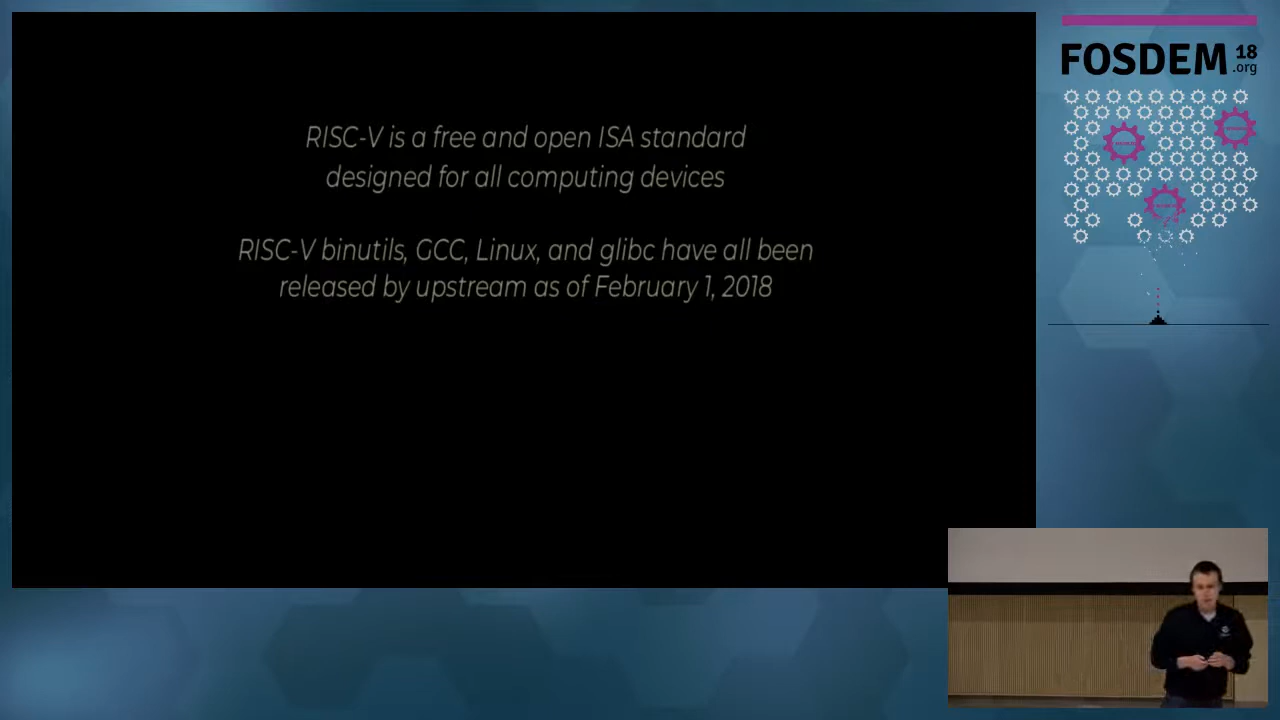 RISC-V is a free and open ISA standard
designed for all computing devices
RISC-V binutils, GCC, Linux, and glibc have all been
released by upstream as of February 1, 2018
FOSDEM 18
.org